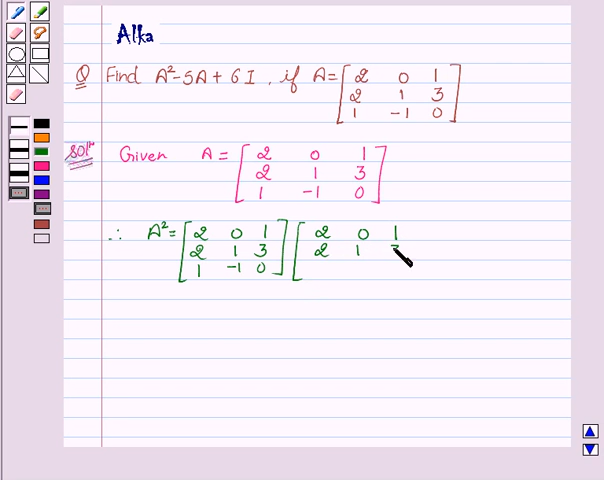 Alka
Q Find A²-5A+6I, if A=[2 0 1
2 1 3
1 -1 0]
Solⁿ Given A=[2 0 1
2 1 3
1 -1 0]
∴ A²=[2 0 1 [2 0 1
2 1 3 2 1 3
1 -1 0]